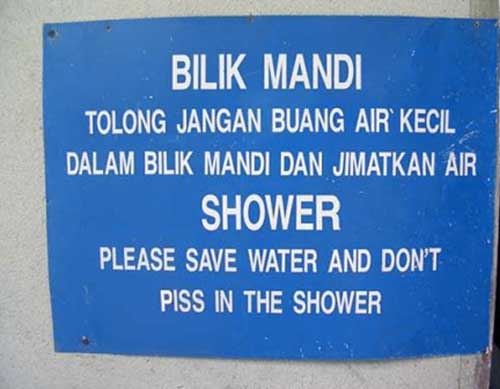 BILIK MANDI
TOLONG JANGAN BUANG AIR KECIL
DALAM BILIK MANDI DAN JIMATKAN AIR
SHOWER
PLEASE SAVE WATER AND DON'T
PISS IN THE SHOWER